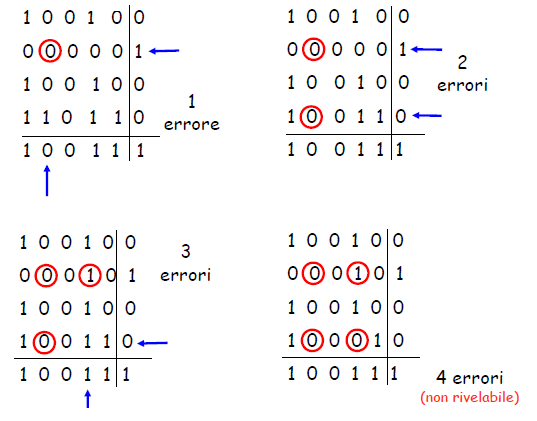 1 0 0 1 0 0
0 0 0 0 0 1
1 0 0 1 0 0
1 1 0 1 1 0
1 0 0 1 1 1
1
errore
1 0 0 1 0 0
0 0 0 0 0 1
1 0 0 1 0 0
1 0 0 1 1 0
1 0 0 1 1 1
2
errori
1 0 0 1 0 0
0 0 0 1 0 1
1 0 0 1 0 0
1 0 0 1 1 0
1 0 0 1 1 1
3
errori
1 0 0 1 0 0
0 0 0 1 0 1
1 0 0 1 0 0
1 0 0 0 1 0
1 0 0 1 1 1
4 errori
(non rivelabile)